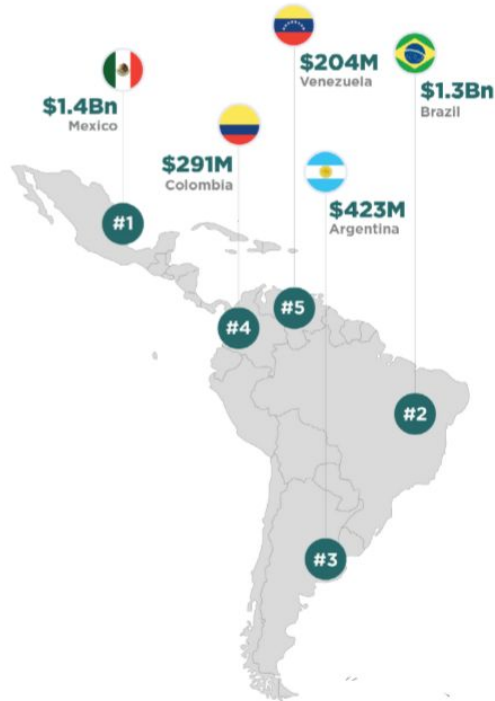 $204M
Venezuela
$1.4Bn
Mexico
$1.3Bn
Brazil
$291M
Colombia
$423M
Argentina
#1
#5
#4
#2
#3